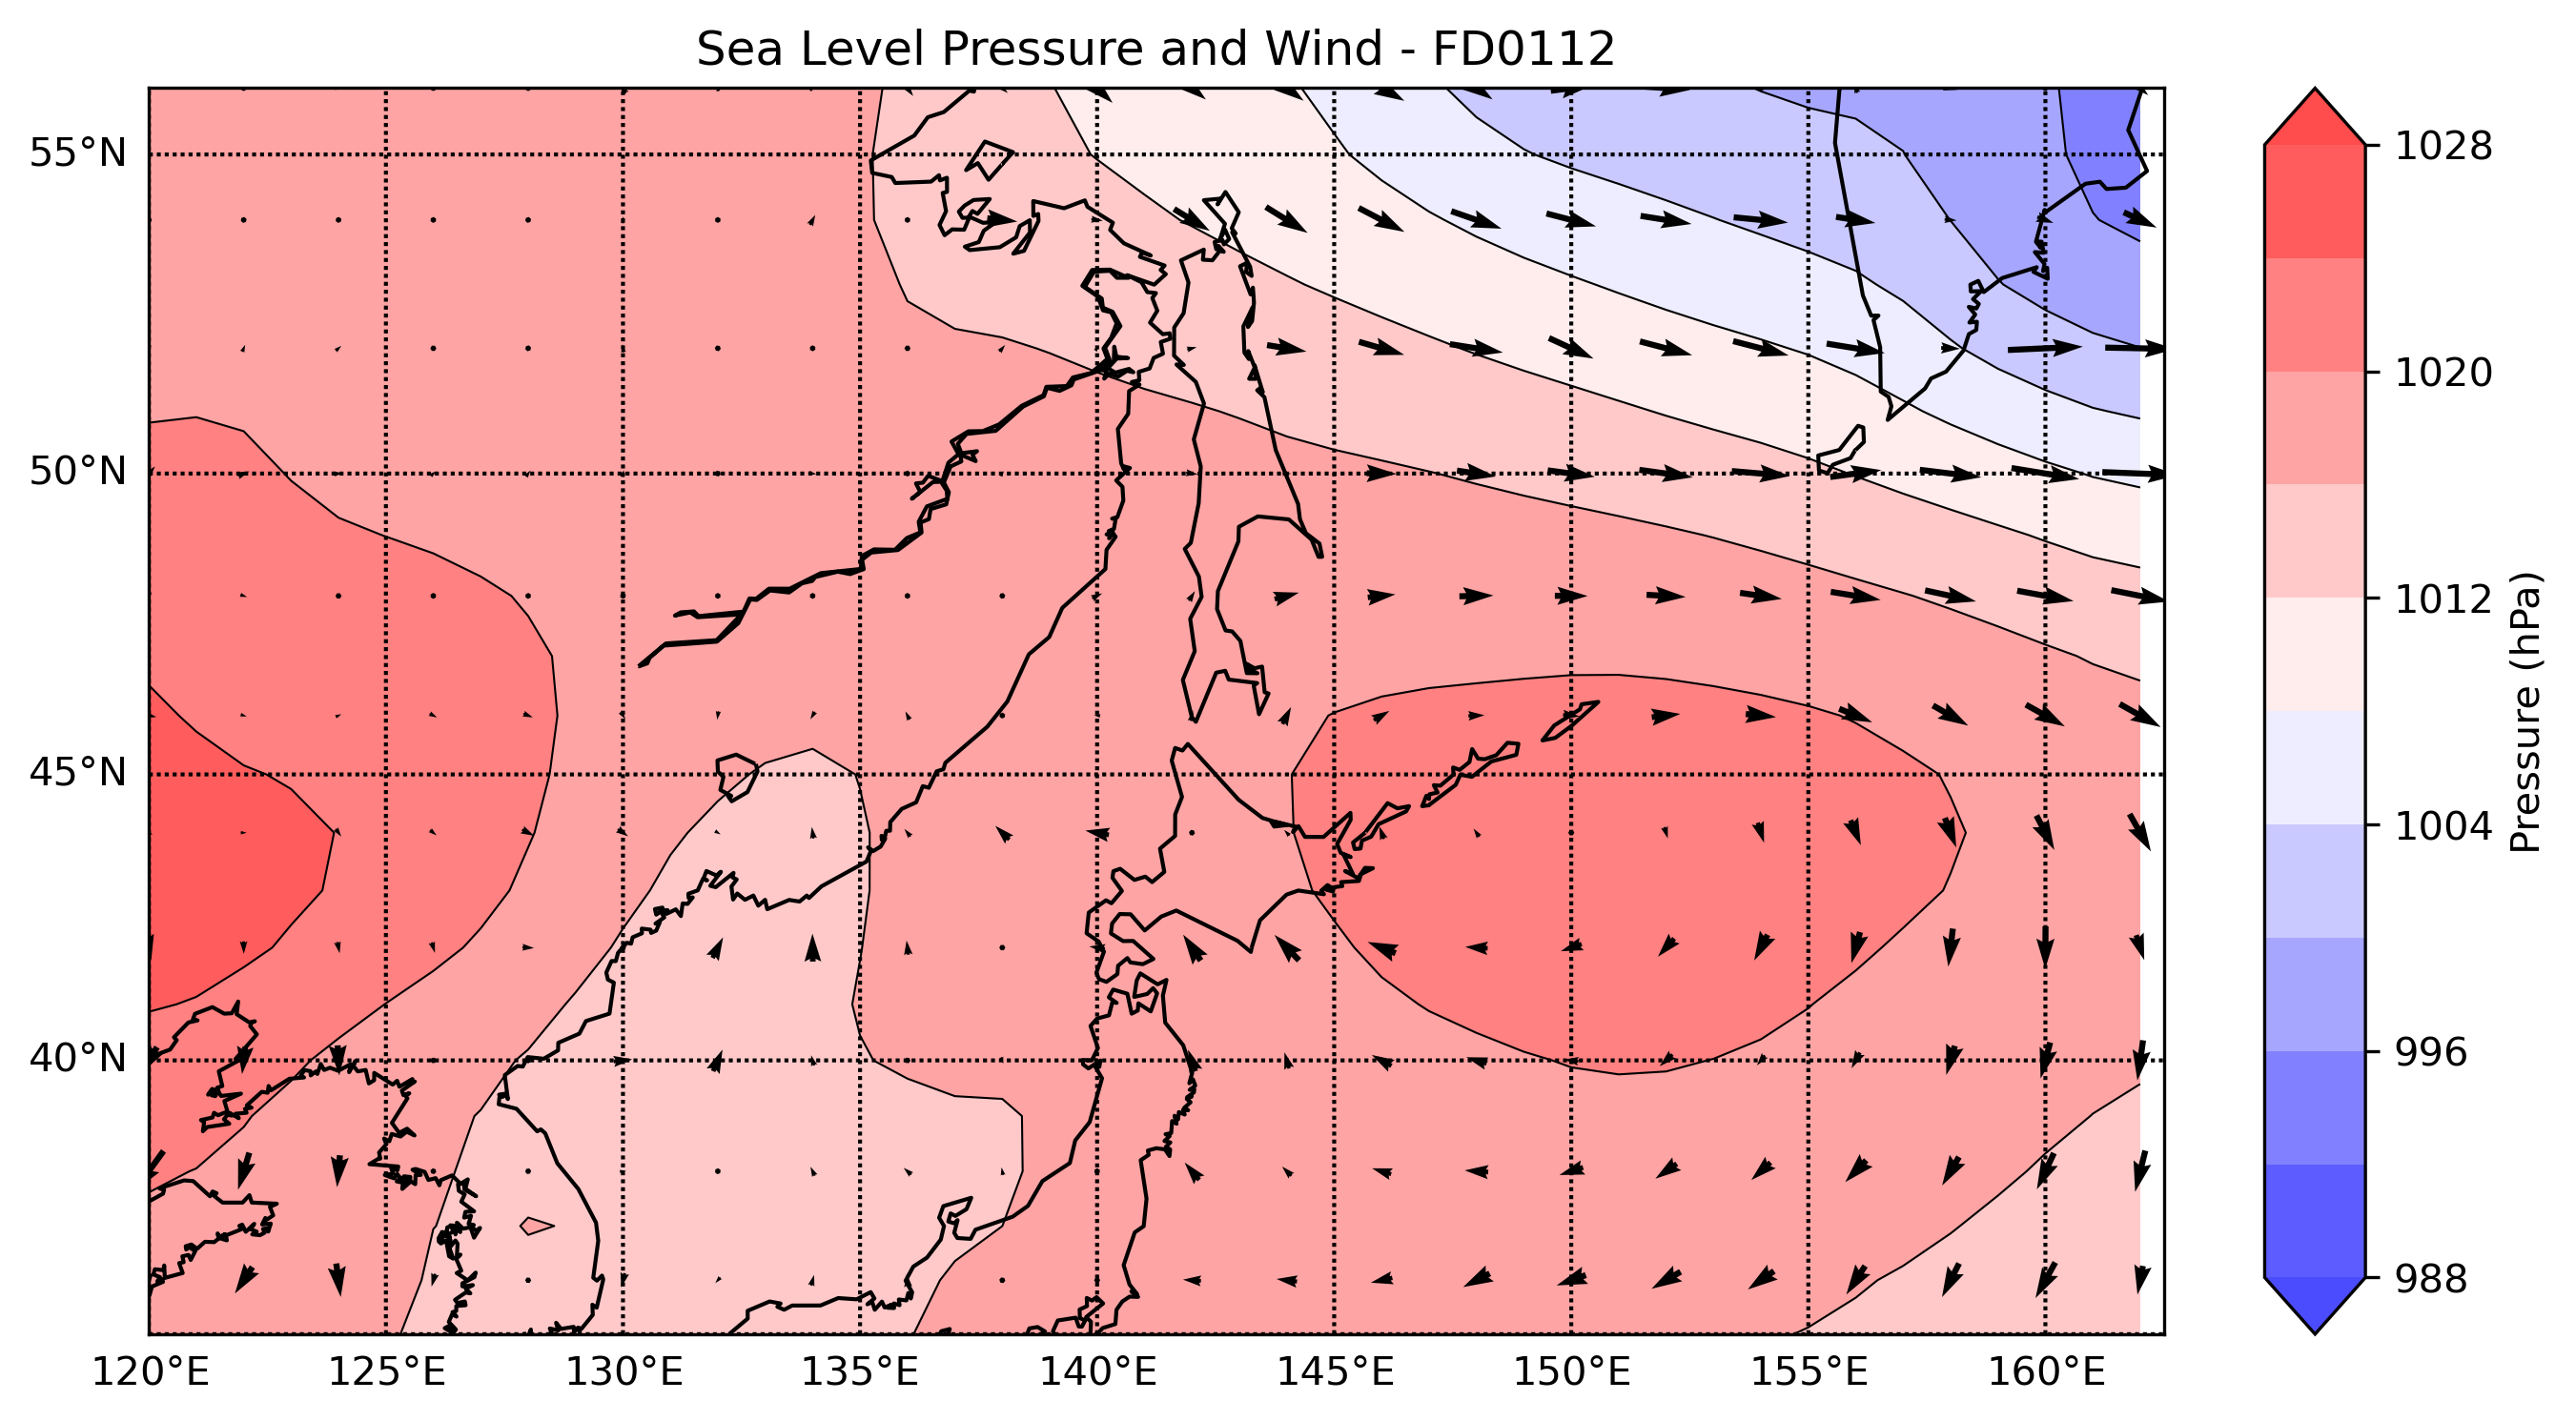 Sea Level Pressure and Wind - FD0112
55°N
50°N
45°N
40°N
120°E 125°E 130°E 135°E 140°E 145°E 150°E 155°E 160°E
1028
1020
1012
1004
996
988
Pressure (hPa)